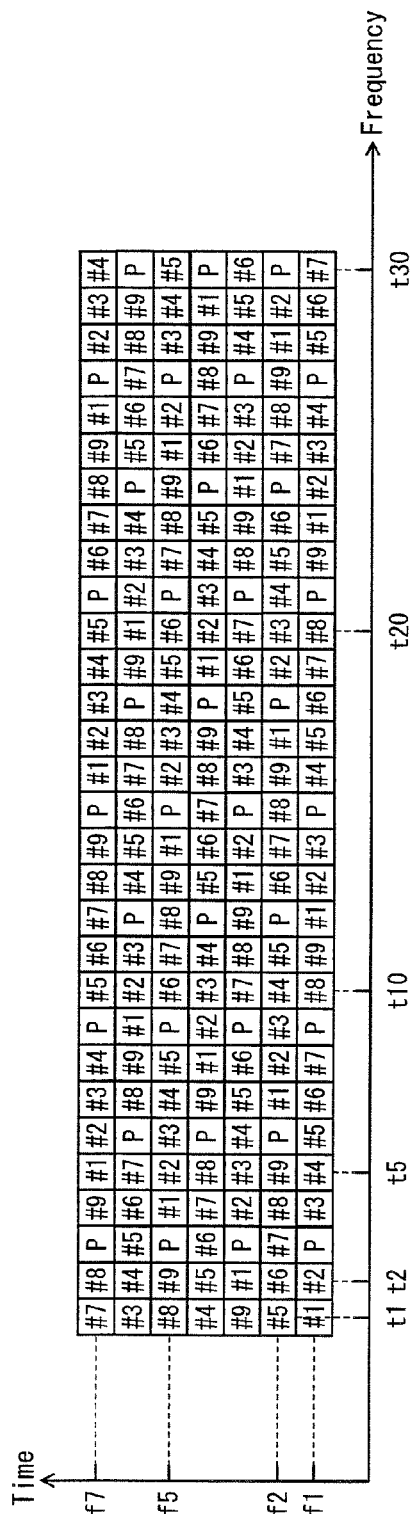 Time
f7 #7 #8 P #9 #1 #2 #3 #4 P #5 #6 #7 #8 #9 P #1 #2 #3 #4 #5 P #6 #7 #8 #9 #1 P #2 #3 #4
#3 #4 #5 #6 #7 P #8 #9 #1 #2 #3 P #4 #5 #6 #7 #8 P #9 #1 #2 #3 #4 P #5 #6 #7 #8 #9 P
f5 #8 #9 P #1 #2 #3 #4 #5 P #6 #7 #8 #9 #1 P #2 #3 #4 #5 #6 P #7 #8 #9 #1 #2 P #3 #4 #5
#4 #5 #6 #7 #8 P #9 #1 #2 #3 #4 P #5 #6 #7 #8 #9 P #1 #2 #3 #4 #5 P #6 #7 #8 #9 #1 P
#9 #1 P #2 #3 #4 #5 #6 P #7 #8 #9 #1 #2 P #3 #4 #5 #6 #7 P #8 #9 #1 #2 #3 P #4 #5 #6
f2 #5 #6 #7 #8 #9 P #1 #2 #3 #4 #5 P #6 #7 #8 #9 #1 P #2 #3 #4 #5 #6 P #7 #8 #9 #1 #2 P
f1 #1 #2 P #3 #4 #5 #6 #7 P #8 #9 #1 #2 #3 P #4 #5 #6 #7 #8 P #9 #1 #2 #3 #4 P #5 #6 #7
Frequency
t1 t2 t5 t10 t20 t30